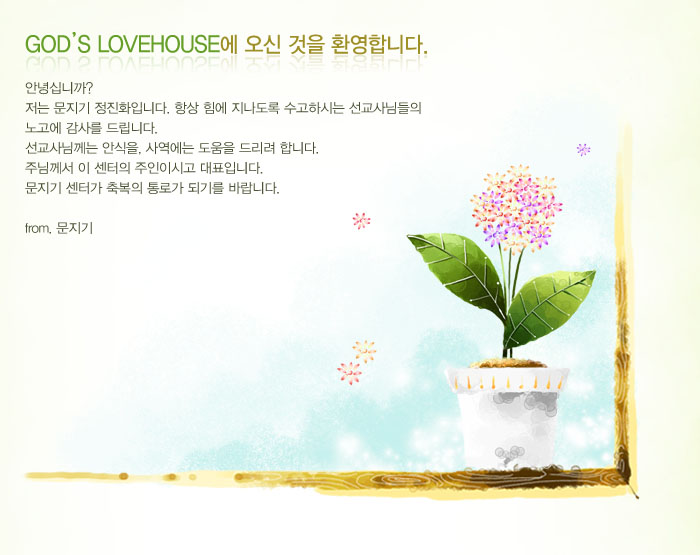 GOD'S LOVEHOUSE에 오신 것을 환영합니다.
안녕십니까?
저는 문지기 정진화입니다. 항상 힘에 지나도록 수고하시는 선교사님들의
노고에 감사를 드립니다.
선교사님께는 안식을, 사역에는 도움을 드리려 합니다.
주님께서 이 센터의 주인이시고 대표입니다.
문지기 센터가 축복의 통로가 되기를 바랍니다.
from. 문지기